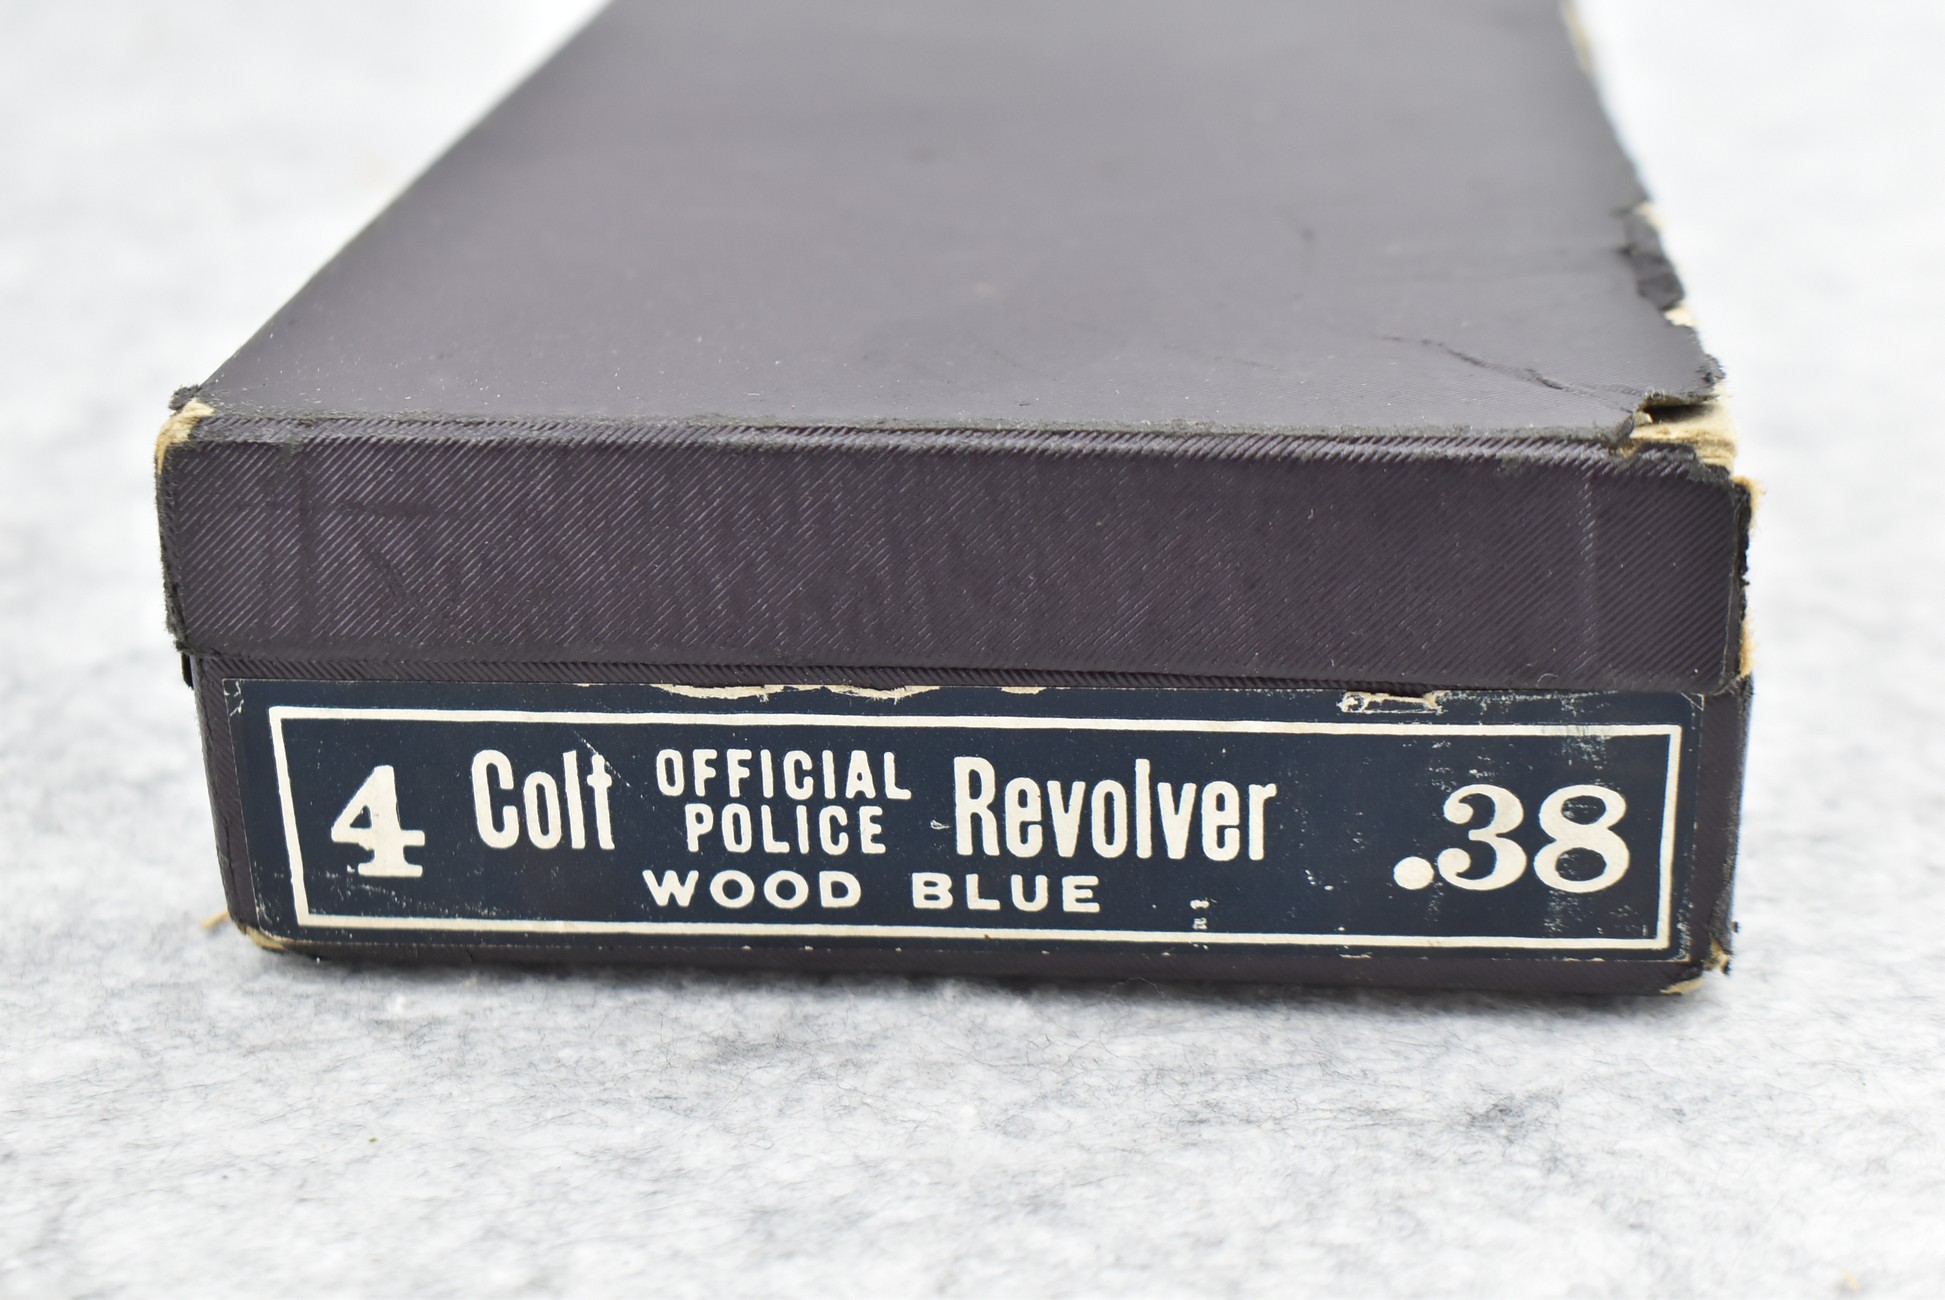 4 Colt OFFICIAL POLICE Revolver .38
WOOD BLUE